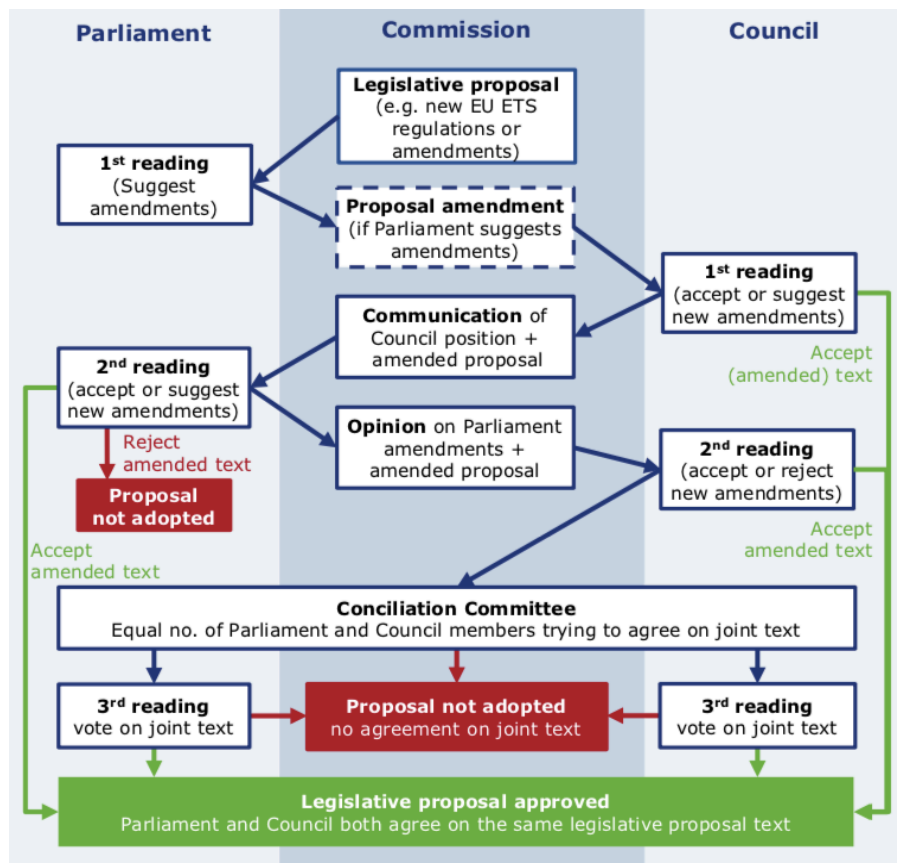 Parliament
Commission
Council
Legislative proposal
(e.g. new EU ETS
regulations or
amendments)
1st reading
(Suggest
amendments)
Proposal amendment
(if Parliament suggests
amendments)
1st reading
(accept or suggest
new amendments)
Communication of
Council position +
amended proposal
Accept
(amended) text
2nd reading
(accept or suggest
new amendments)
Opinion on Parliament
amendments +
amended proposal
Reject
amended text
2nd reading
(accept or reject
new amendments)
Proposal
not adopted
Accept
amended text
Accept
amended text
Conciliation Committee
Equal no. of Parliament and Council members trying to agree on joint text
3rd reading
vote on joint text
Proposal not adopted
no agreement on joint text
3rd reading
vote on joint text
Legislative proposal approved
Parliament and Council both agree on the same legislative proposal text